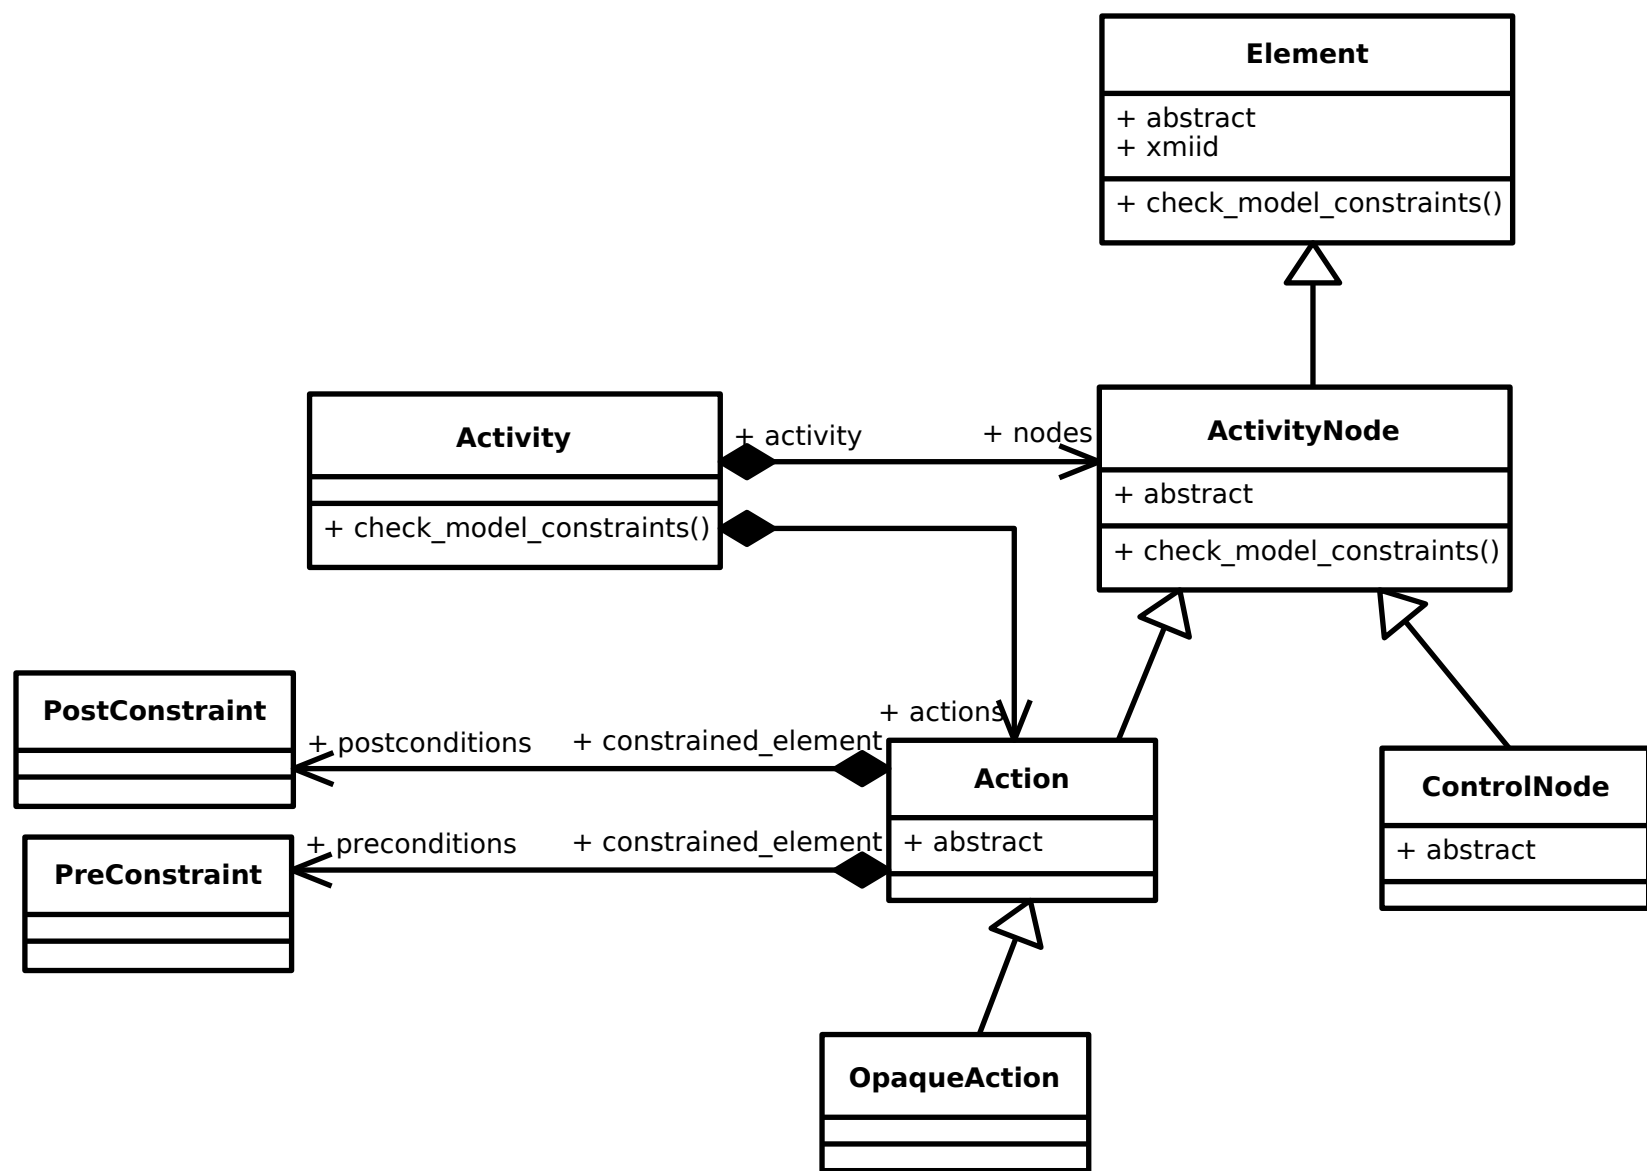 Element
+ abstract
+ xmiid
+ check_model_constraints()
Activity
+ check_model_constraints()
+ activity
+ nodes
ActivityNode
+ abstract
+ check_model_constraints()
PostConstraint
+ postconditions
+ constrained_element
+ actions
Action
+ abstract
PreConstraint
+ preconditions
+ constrained_element
ControlNode
+ abstract
OpaqueAction